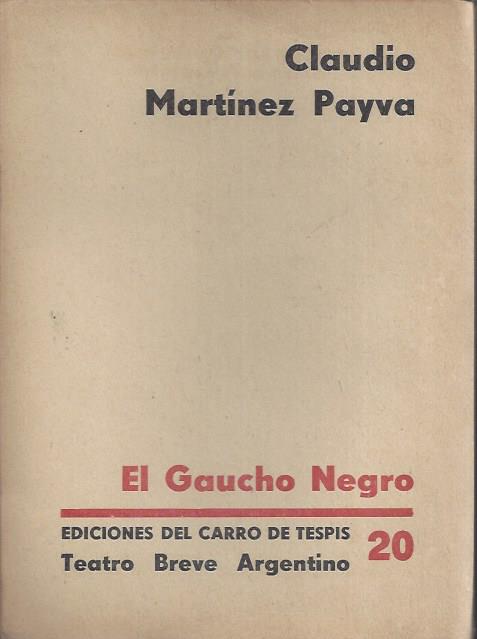 Claudio
Martínez Payva
El Gaucho Negro
EDICIONES DEL CARRO DE TESPIS
Teatro Breve Argentino
20